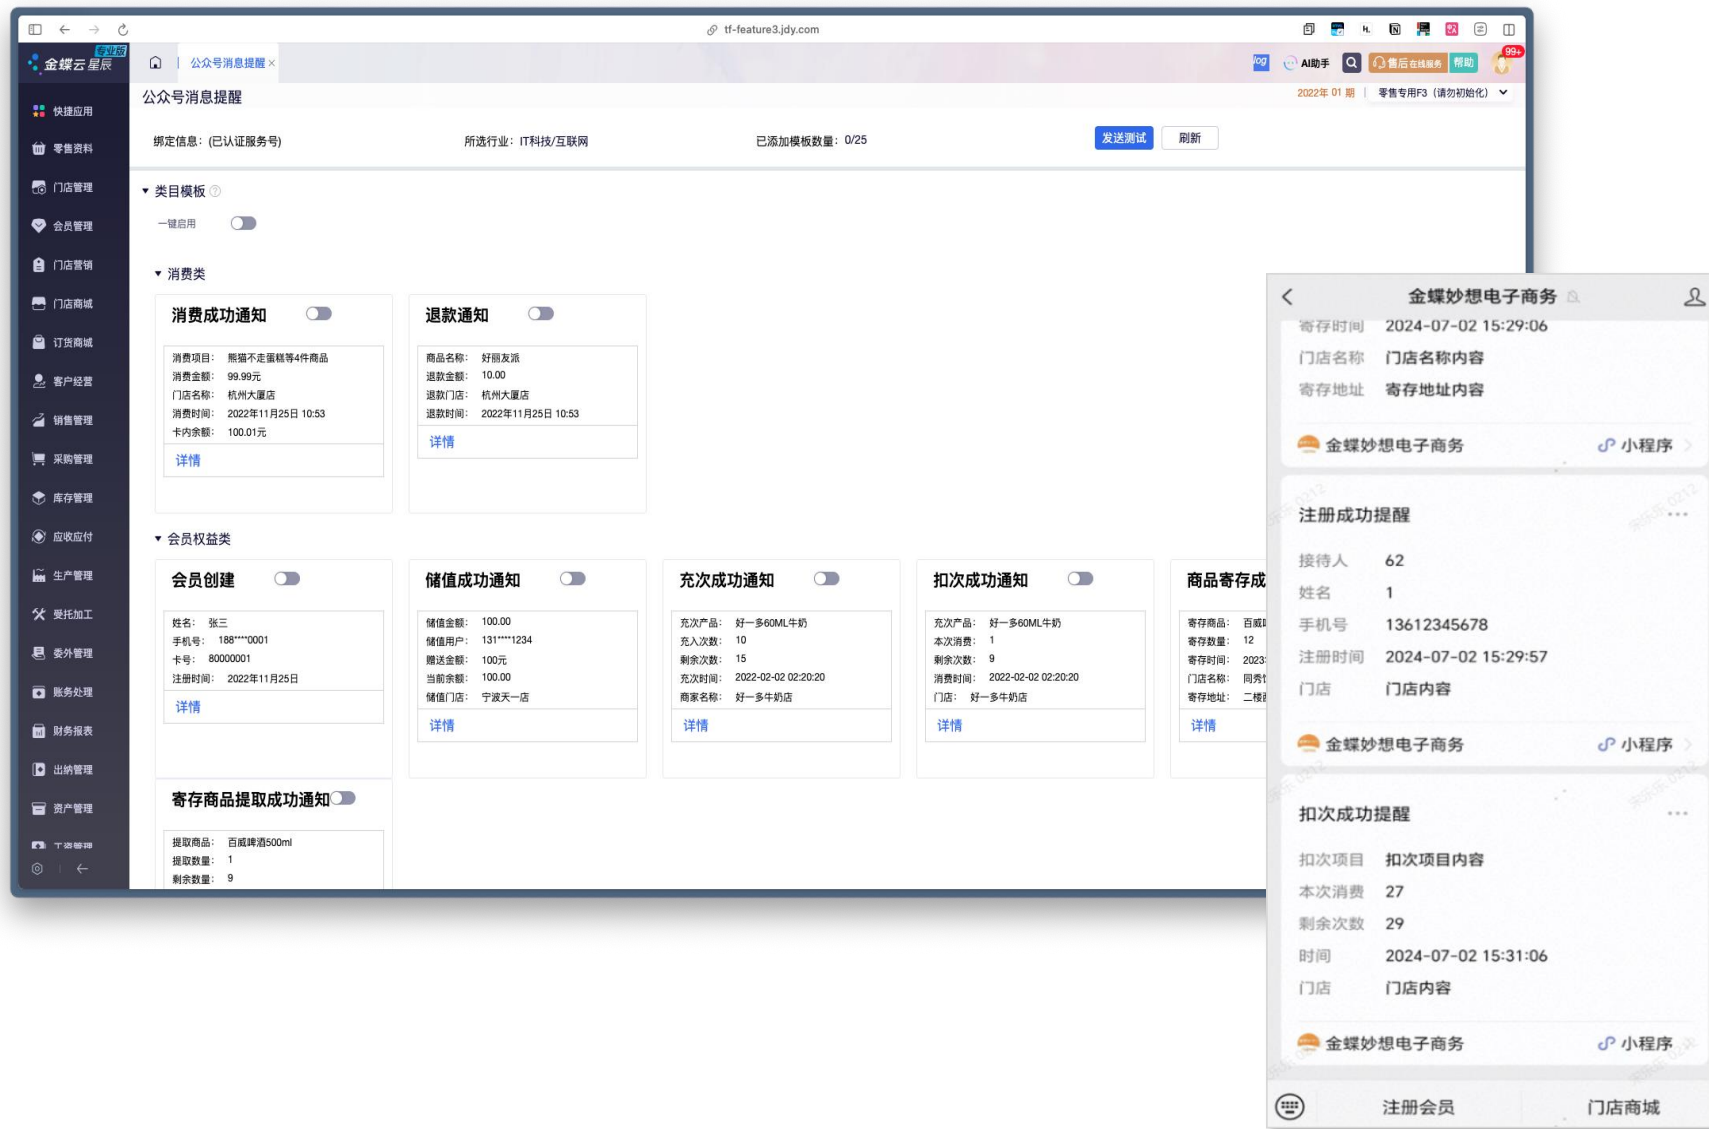 tf-feature3.jdy.com
专业版
金蝶云星辰
公众号消息提醒 ×
log
AI助手
售后在线服务
帮助
99+
公众号消息提醒
2022年 01 期
零售专用F3（请勿初始化）
绑定信息：(已认证服务号)
所选行业：IT科技/互联网
已添加模板数量：0/25
发送测试
刷新
快捷应用
零售资料
门店管理
会员管理
门店营销
门店商城
订货商城
客户经营
销售管理
采购管理
库存管理
应收应付
生产管理
受托加工
委外管理
账务处理
财务报表
出纳管理
资产管理
工资管理
类目模板
一键启用
消费类
消费成功通知
消费项目： 熊猫不走蛋糕等4件商品
消费金额： 99.99元
门店名称： 杭州大厦店
消费时间： 2022年11月25日 10:53
卡内余额： 100.01元
详情
退款通知
商品名称： 好丽友派
退款金额： 10.00
退款门店： 杭州大厦店
退款时间： 2022年11月25日 10:53
详情
会员权益类
会员创建
姓名： 张三
手机号： 188****0001
卡号： 80000001
注册时间： 2022年11月25日
详情
储值成功通知
储值金额： 100.00
储值用户： 131****1234
赠送金额： 100元
当前余额： 100.00
储值门店： 宁波天一店
详情
充次成功通知
充次产品： 好一多60ML牛奶
充入次数： 10
剩余次数： 15
充次时间： 2022-02-02 02:20:20
商家名称： 好一多牛奶店
详情
扣次成功通知
充次产品： 好一多60ML牛奶
本次消费： 1
剩余次数： 9
消费时间： 2022-02-02 02:20:20
门店： 好一多牛奶店
详情
商品寄存成
寄存商品： 百威
寄存数量： 12
寄存时间： 2023
门店名称： 同秀
寄存地址： 二楼
详情
寄存商品提取成功通知
提取商品： 百威啤酒500ml
提取数量： 1
剩余数量： 9
金蝶妙想电子商务
寄存时间 2024-07-02 15:29:06
门店名称 门店名称内容
寄存地址 寄存地址内容
金蝶妙想电子商务 小程序
注册成功提醒
接待人 62
姓名 1
手机号 13612345678
注册时间 2024-07-02 15:29:57
门店 门店内容
金蝶妙想电子商务 小程序
扣次成功提醒
扣次项目 扣次项目内容
本次消费 27
剩余次数 29
时间 2024-07-02 15:31:06
门店 门店内容
金蝶妙想电子商务 小程序
注册会员
门店商城